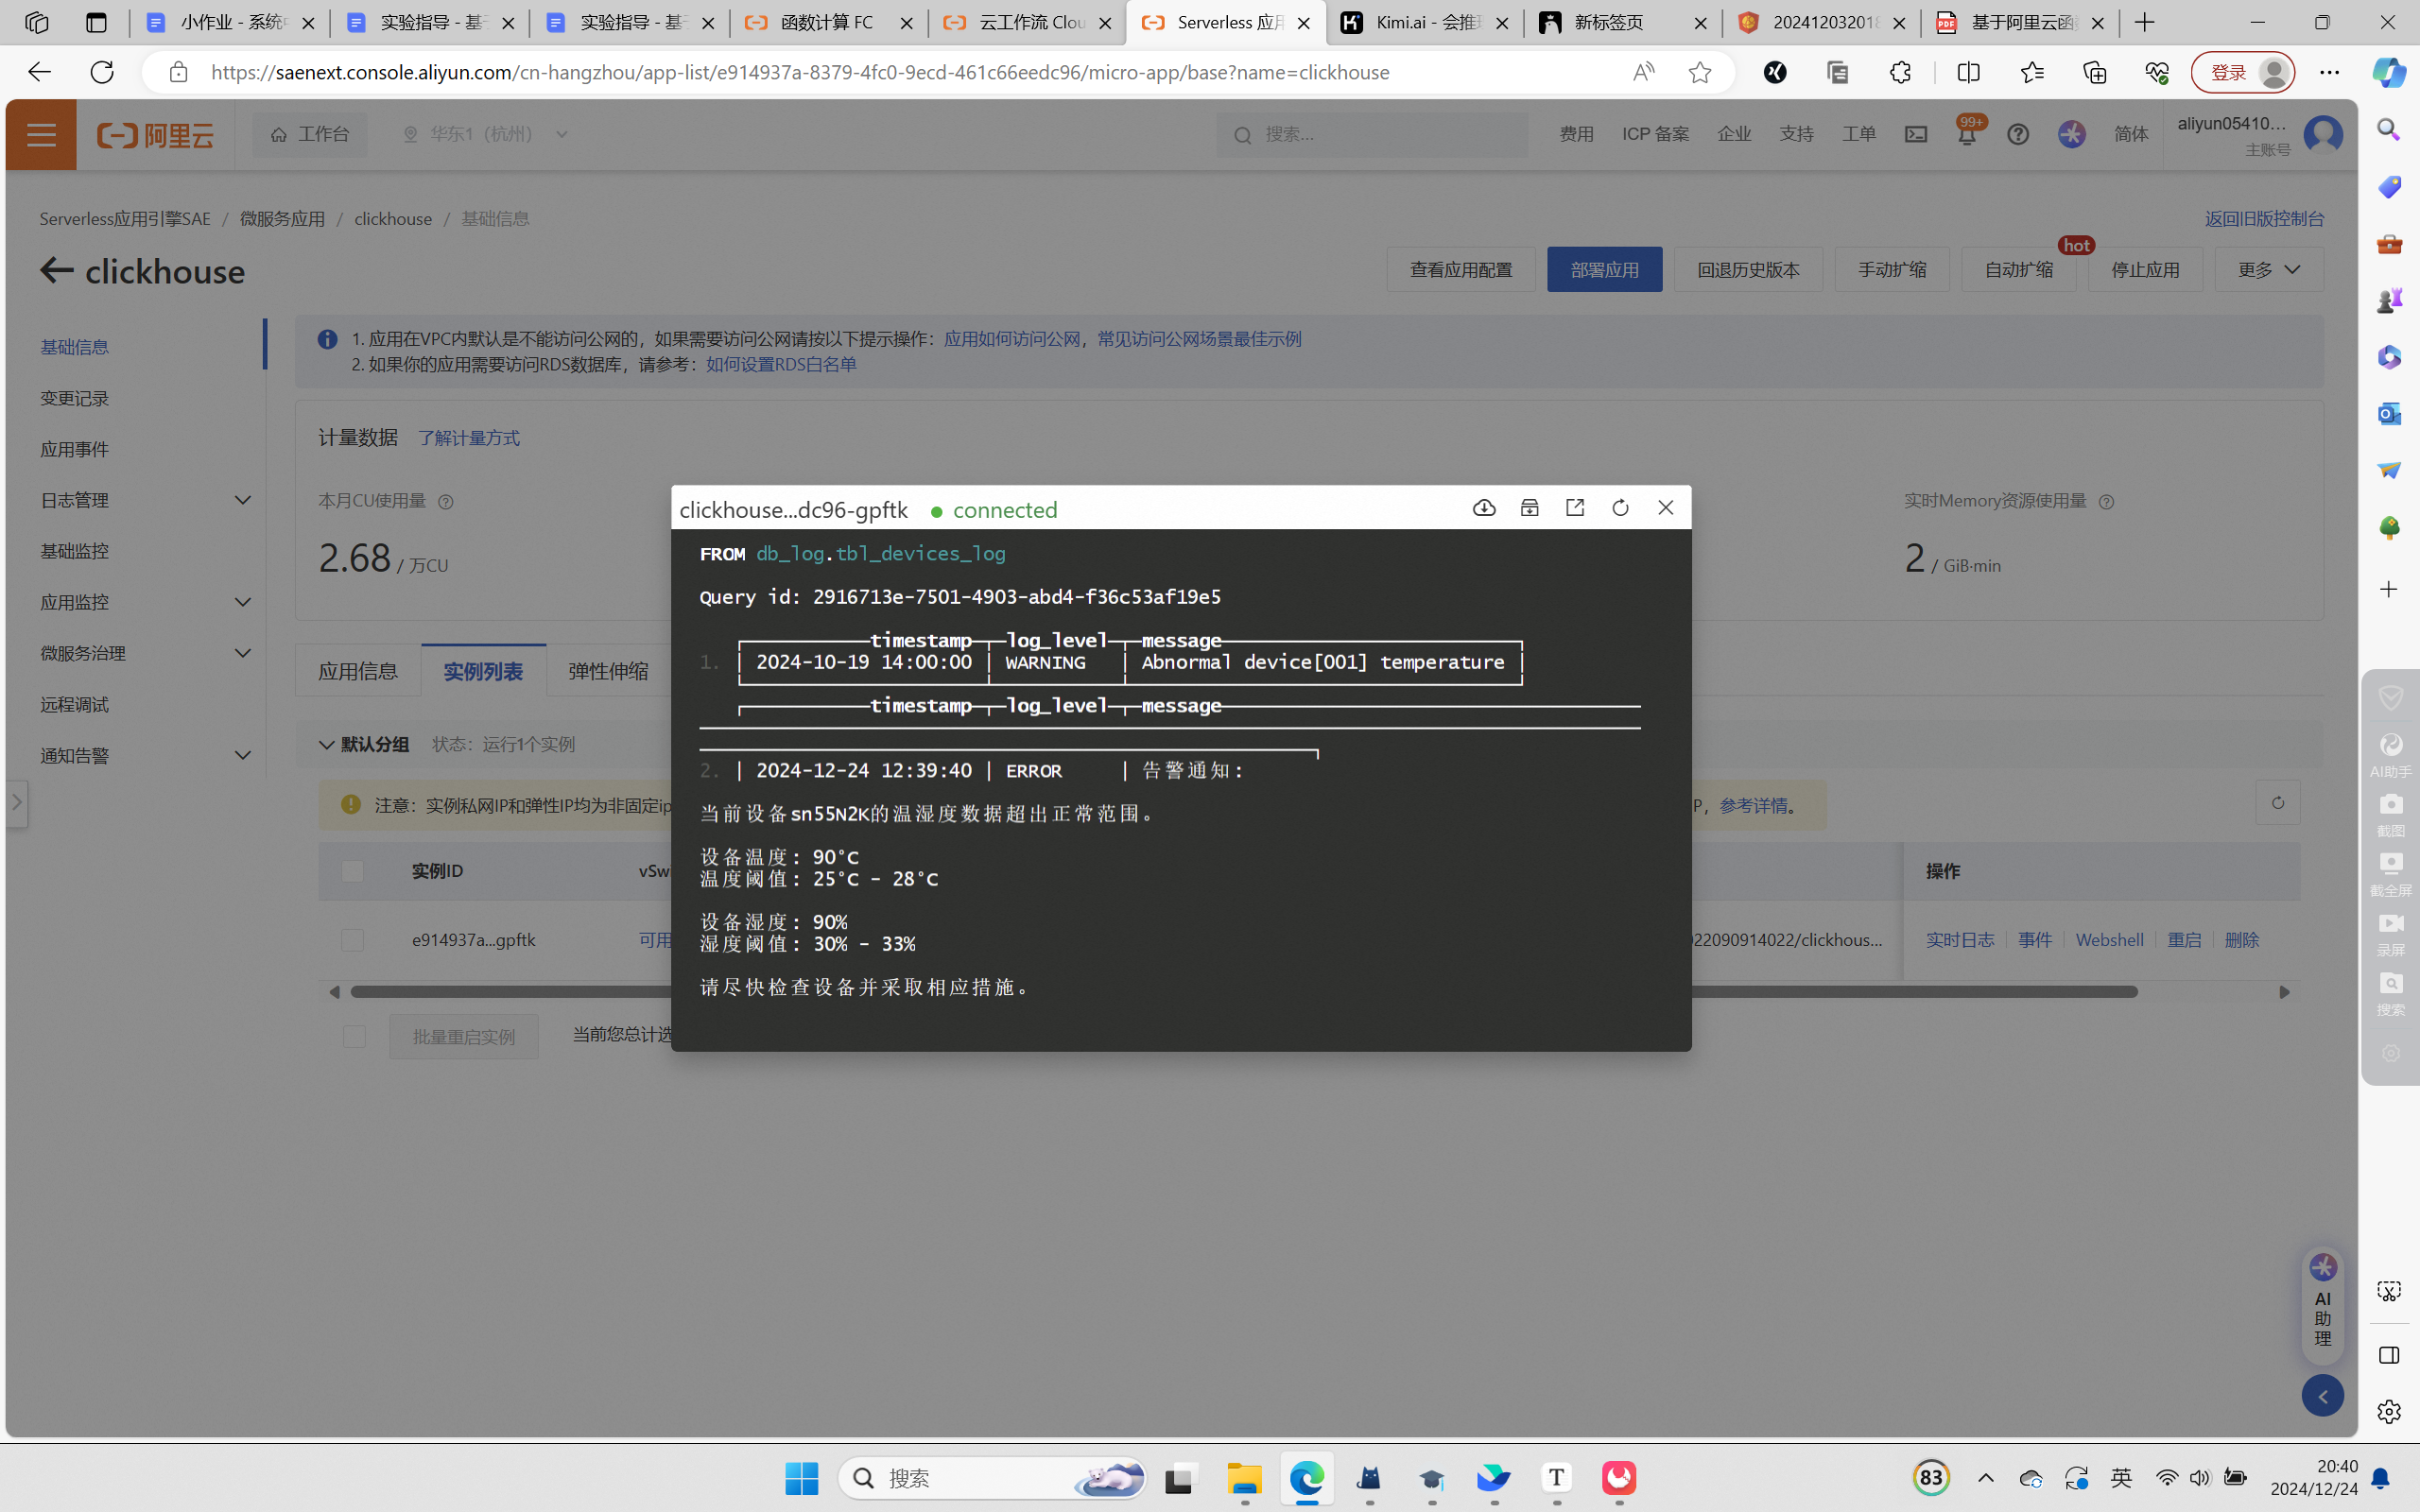 小作业 - 系统
实验指导 - 基于
实验指导 - 基于
函数计算 FC
云工作流 Clou
Serverless 应用
Kimi.ai - 会推理
新标签页
20241203201
基于阿里云函
https://saenext.console.aliyun.com/cn-hangzhou/app-list/e914937a-8379-4fc0-9ecd-461c66eedc96/micro-app/base?name=clickhouse
登录
阿里云
工作台
华东1（杭州）
搜索...
费用
ICP 备案
企业
支持
工单
99+
简体
aliyun05410...
主账号
Serverless应用引擎SAE / 微服务应用 / clickhouse / 基础信息
返回旧版控制台
clickhouse
查看应用配置
部署应用
回退历史版本
手动扩缩
自动扩缩
hot
停止应用
更多
基础信息
变更记录
应用事件
日志管理
基础监控
应用监控
微服务治理
远程调试
通知告警
1. 应用在VPC内默认是不能访问公网的，如果需要访问公网请按以下提示操作：应用如何访问公网，常见访问公网场景最佳示例
2. 如果你的应用需要访问RDS数据库，请参考：如何设置RDS白名单
计量数据 了解计量方式
本月CU使用量
2.68 / 万CU
实时Memory资源使用量
2 / GiB·min
应用信息
实例列表
弹性伸缩
默认分组
状态：运行1个实例
注意：实例私网IP和弹性IP均为非固定ip
P，参考详情。
实例ID
vSw
操作
e914937a...gpftk
可用
022090914022/clickhous...
实时日志
事件
Webshell
重启
删除
批量重启实例
当前您总计选
clickhouse...dc96-gpftk
connected
FROM db_log.tbl_devices_log
Query id: 2916713e-7501-4903-abd4-f36c53af19e5
timestamp log_level message
1. 2024-10-19 14:00:00 WARNING Abnormal device[001] temperature
timestamp log_level message
2. 2024-12-24 12:39:40 ERROR 告警通知:
当前设备sn55N2K的温湿度数据超出正常范围。
设备温度: 90°C
温度阈值: 25°C - 28°C
设备湿度: 90%
湿度阈值: 30% - 33%
请尽快检查设备并采取相应措施。
AI助手
截图
截全屏
录屏
搜索
AI
助
理
搜索
T
83
英
20:40
2024/12/24